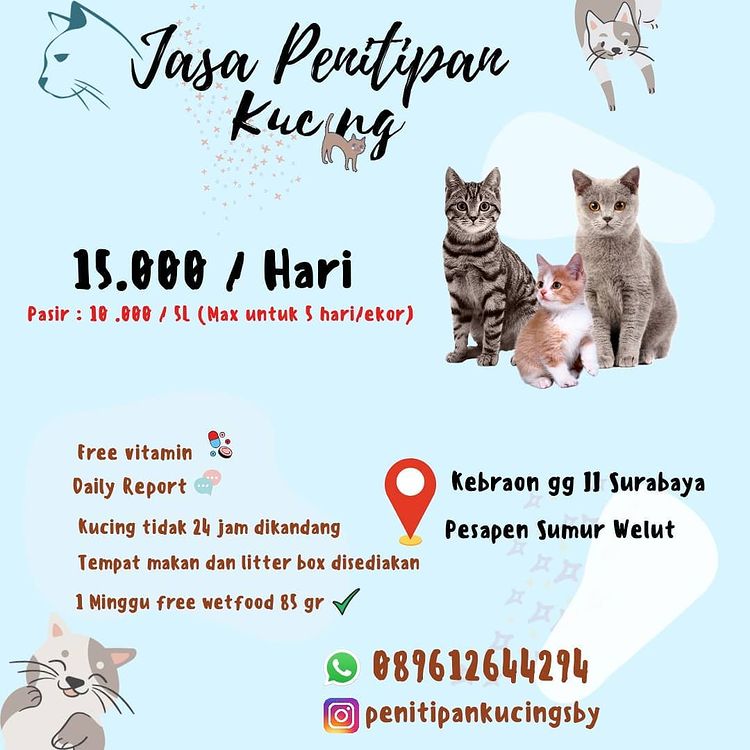 Jasa Penitipan
Kucing
15.000 / Hari
Pasir : 10 .000 / 5L (Max untuk 5 hari/ekor)
Free vitamin
Daily Report
Kucing tidak 24 jam dikandang
Tempat makan dan litter box disediakan
1 Minggu free wetfood 85 gr
Kebraon gg II Surabaya
Pesapen Sumur Welut
089612644294
penitipankucingsby